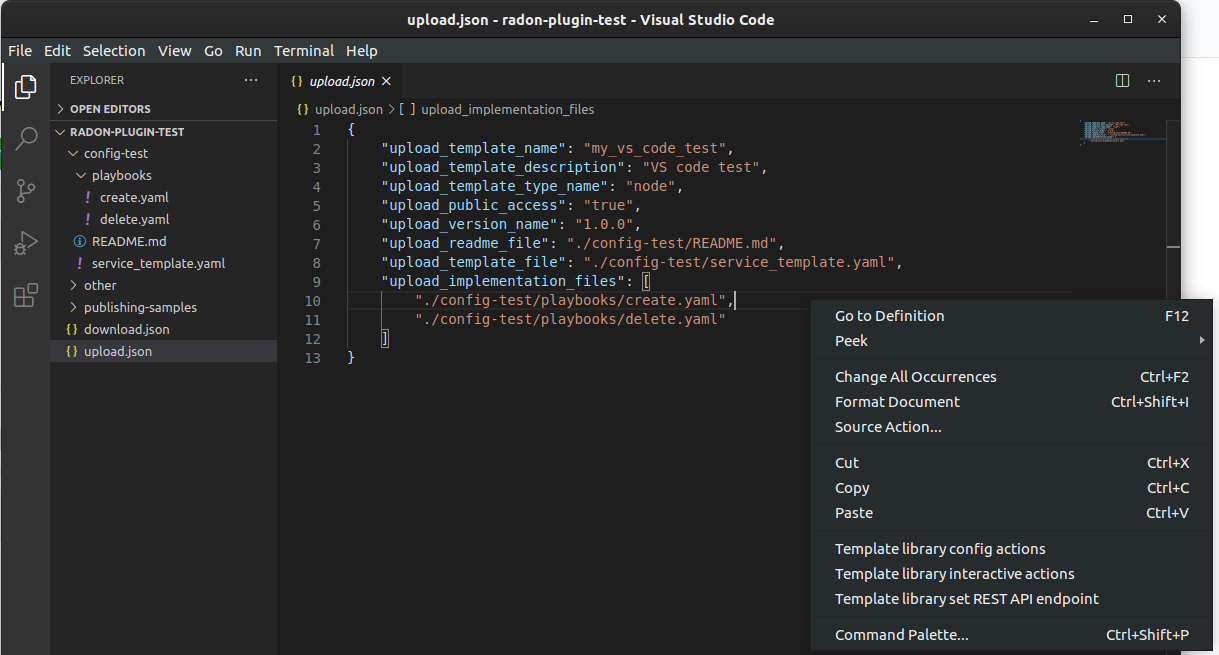 upload.json - radon-plugin-test - Visual Studio Code
File Edit Selection View Go Run Terminal Help
EXPLORER
OPEN EDITORS
RADON-PLUGIN-TEST
config-test
playbooks
! create.yaml
! delete.yaml
README.md
! service_template.yaml
other
publishing-samples
{} download.json
{} upload.json
{} upload.json
{} upload.json > [ ] upload_implementation_files
1 {
2 "upload_template_name": "my_vs_code_test",
3 "upload_template_description": "VS code test",
4 "upload_template_type_name": "node",
5 "upload_public_access": "true",
6 "upload_version_name": "1.0.0",
7 "upload_readme_file": "./config-test/README.md",
8 "upload_template_file": "./config-test/service_template.yaml",
9 "upload_implementation_files": [
10 "./config-test/playbooks/create.yaml",
11 "./config-test/playbooks/delete.yaml"
12 ]
13 }
Go to Definition F12
Peek
Change All Occurrences Ctrl+F2
Format Document Ctrl+Shift+I
Source Action...
Cut Ctrl+X
Copy Ctrl+C
Paste Ctrl+V
Template library config actions
Template library interactive actions
Template library set REST API endpoint
Command Palette... Ctrl+Shift+P